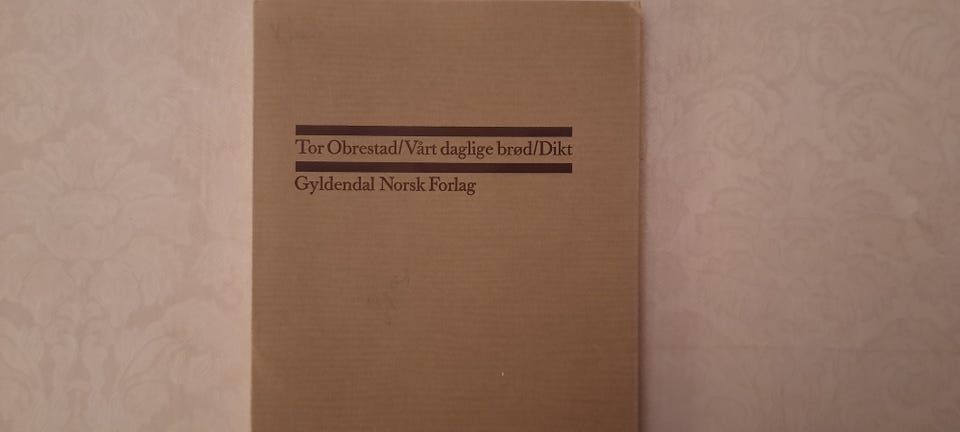 Tor Obrestad/Vårt daglige brød/Dikt
Gyldendal Norsk Forlag